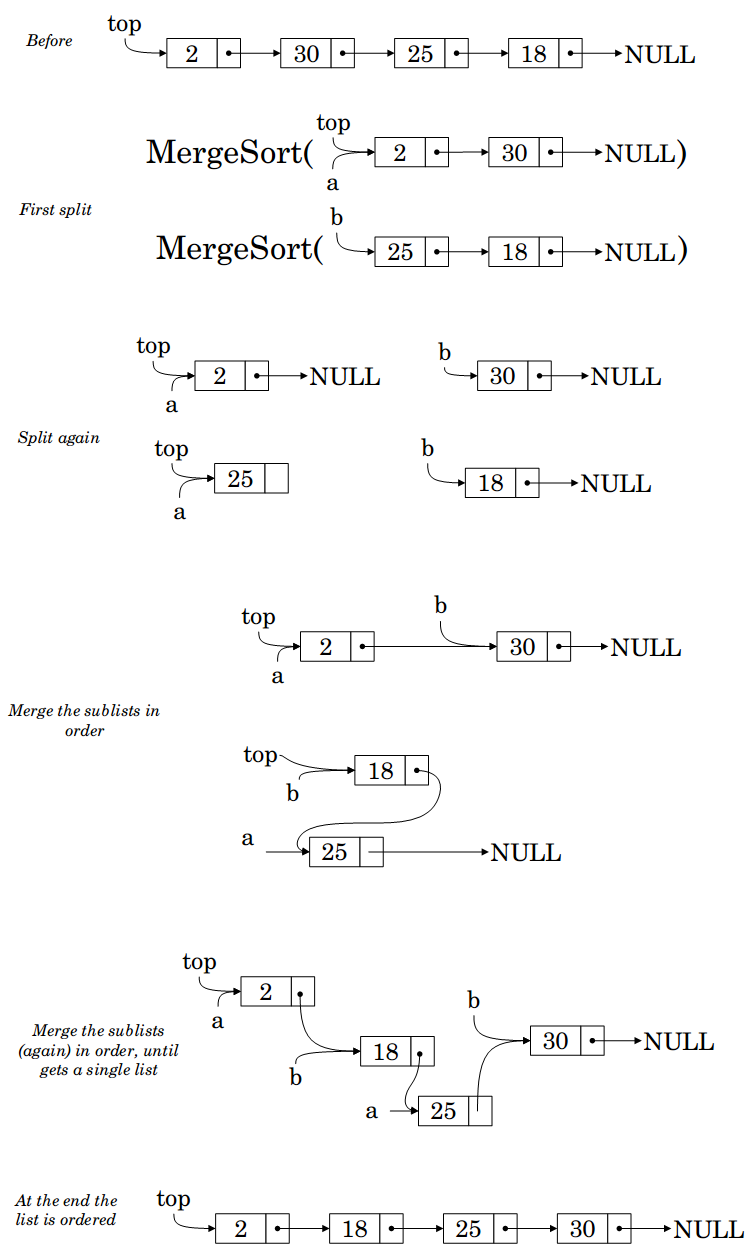 top
Before
2 30 25 18 NULL
top
MergeSort( 2 30 NULL)
a
First split
b
MergeSort( 25 18 NULL)
top b
2 NULL 30 NULL
a
Split again
top b
25 18 NULL
a
b
top
2 30 NULL
a
Merge the sublists in
order
top
18
b
a
25 NULL
top
2
a
b
Merge the sublists
(again) in order, until
gets a single list
30 NULL
18
b
a 25
At the end the
list is ordered
top
2 18 25 30 NULL